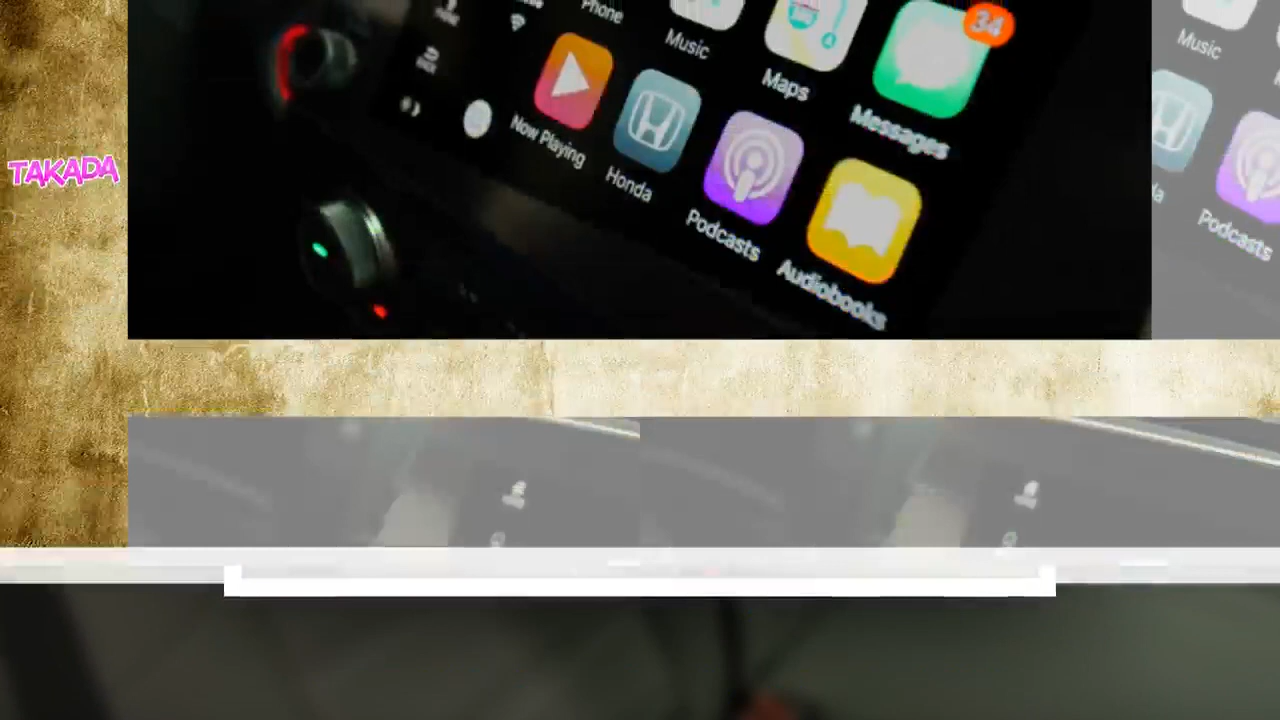 34
Phone
Music
Maps
Messages
Now Playing
Honda
Podcasts
Audiobooks
Music
Podcasts
TAKADA